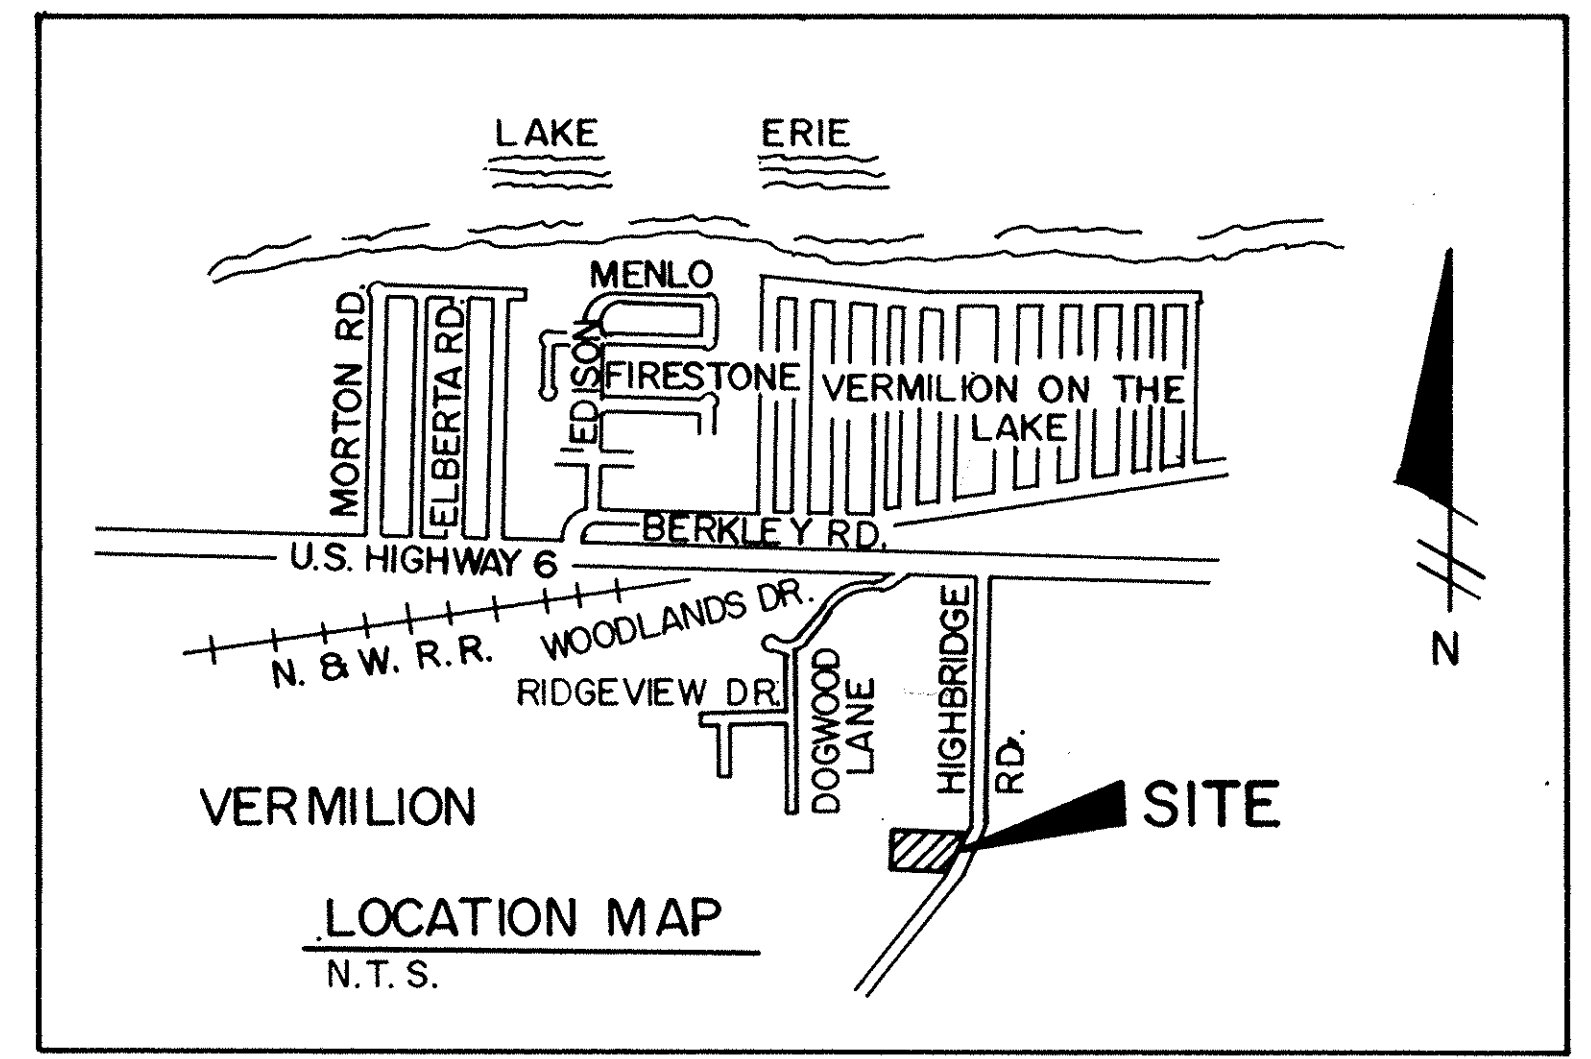 LAKE ERIE
MENLO
MORTON RD.
ELBERTA RD.
EDISON
FIRESTONE
VERMILION ON THE
LAKE
BERKLEY RD.
U.S. HIGHWAY 6
N. & W. R. R.
WOODLANDS DR.
RIDGEVIEW DR.
DOGWOOD
LANE
HIGHBRIDGE
RD.
N
VERMILION
SITE
LOCATION MAP
N.T.S.